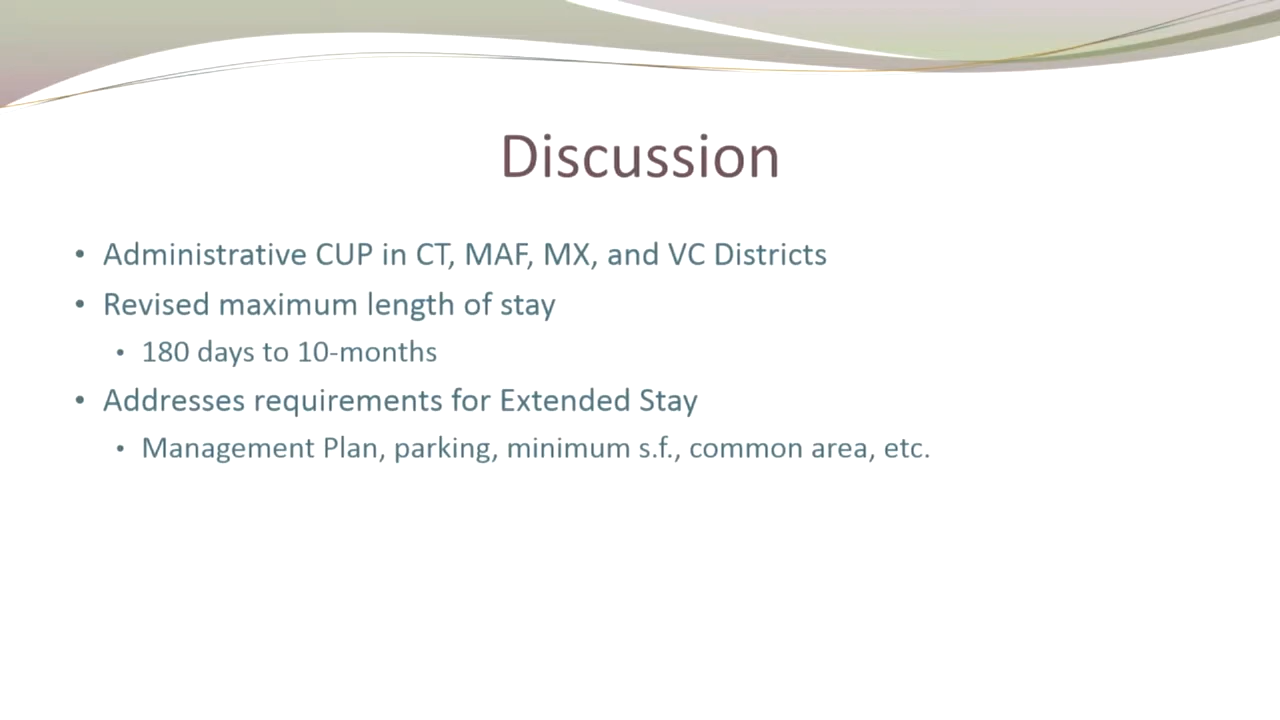 Discussion
• Administrative CUP in CT, MAF, MX, and VC Districts
• Revised maximum length of stay
• 180 days to 10-months
• Addresses requirements for Extended Stay
• Management Plan, parking, minimum s.f., common area, etc.